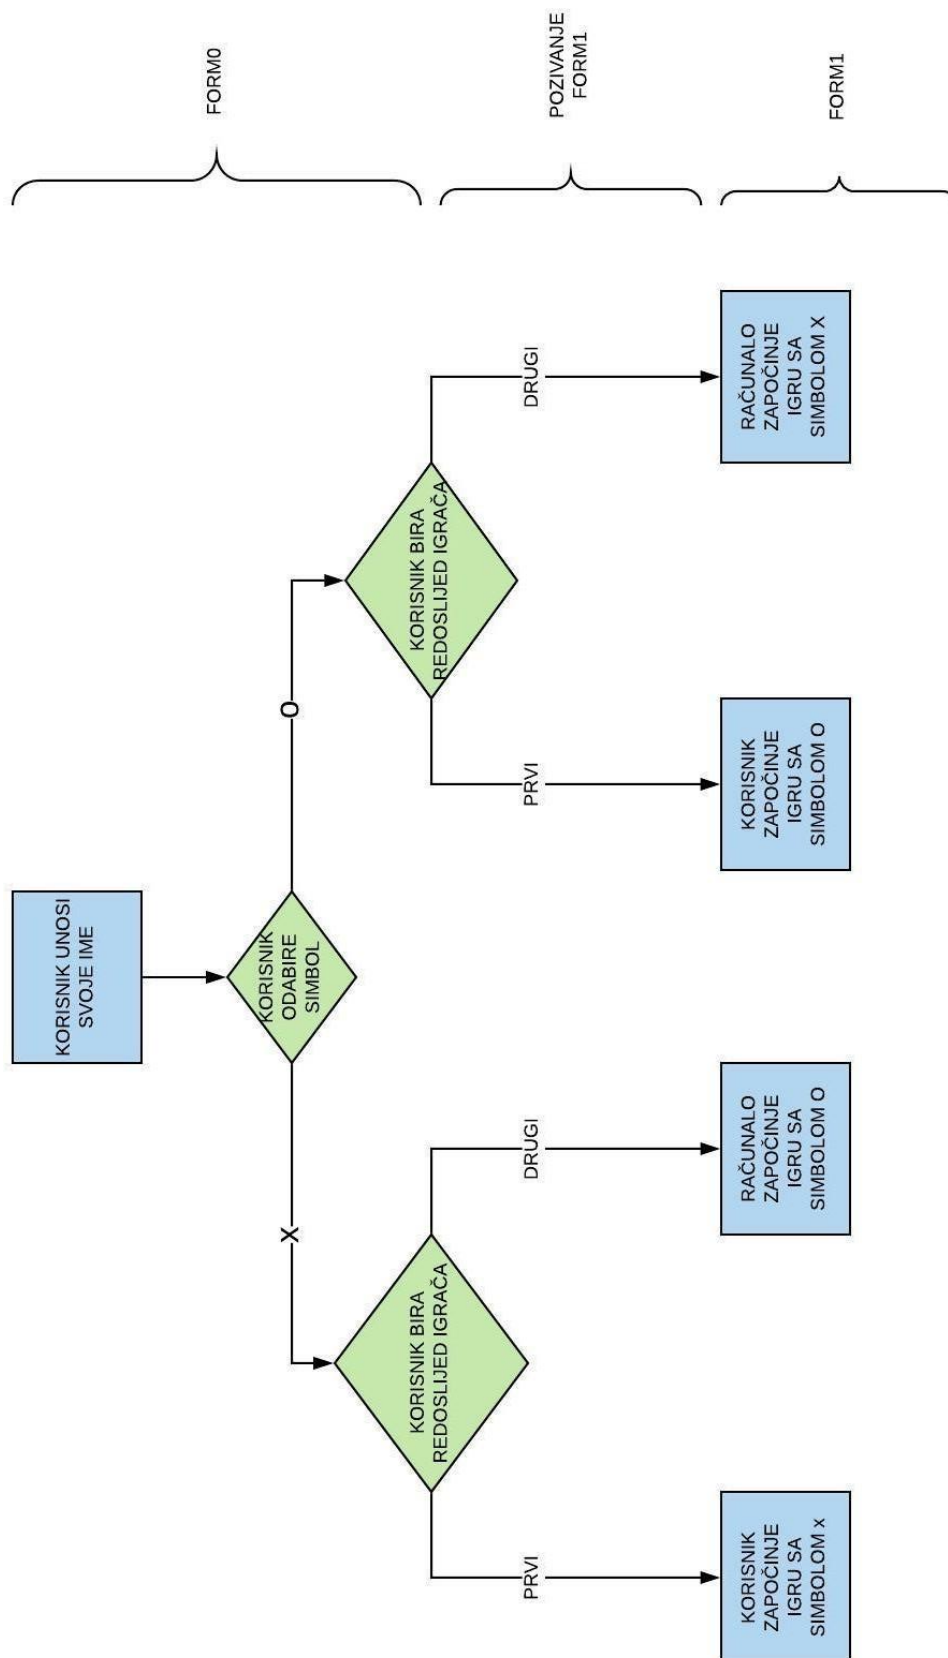 KORISNIK UNOSI
SVOJE IME
FORM0
KORISNIK
ODABIRE
SIMBOL
X
O
KORISNIK BIRA
REDOSLIJED IGRAČA
KORISNIK BIRA
REDOSLIJED IGRAČA
PRVI
DRUGI
PRVI
DRUGI
POZIVANJE
FORM1
KORISNIK
ZAPOČINJE
IGRU SA
SIMBOLOM x
RAČUNALO
ZAPOČINJE
IGRU SA
SIMBOLOM O
KORISNIK
ZAPOČINJE
IGRU SA
SIMBOLOM O
RAČUNALO
ZAPOČINJE
IGRU SA
SIMBOLOM X
FORM1